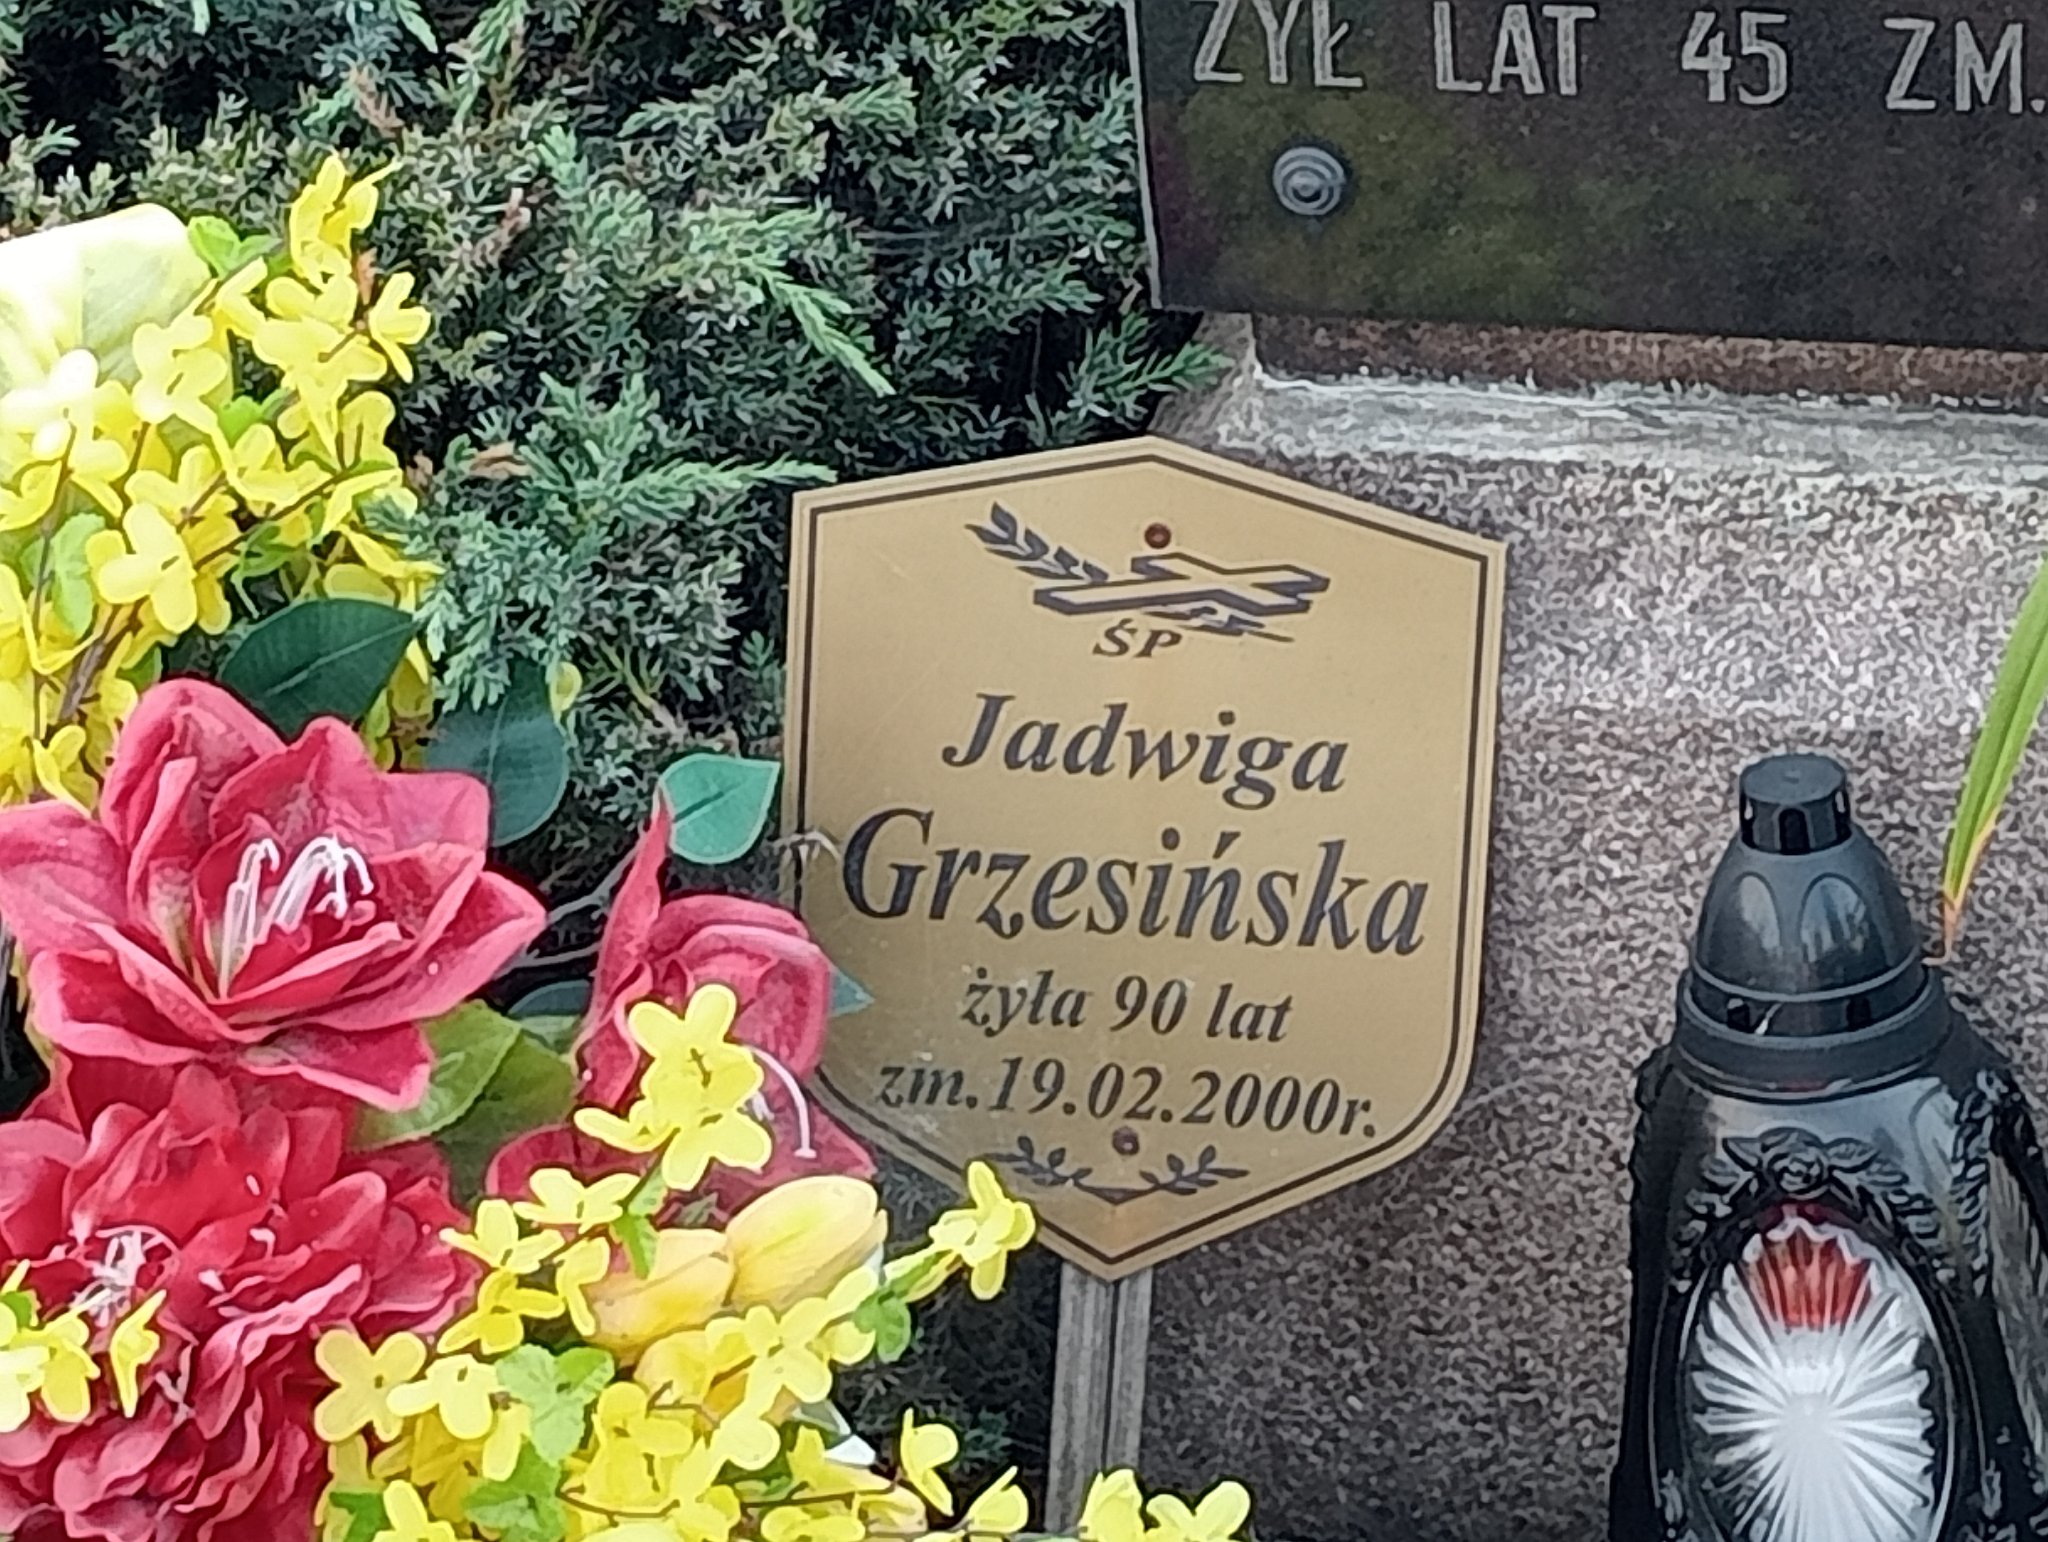 ŻYŁ LAT 45 ZM.
ŚP
Jadwiga
Grzesińska
żyła 90 lat
zm.19.02.2000r.